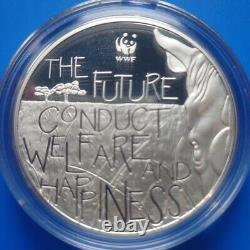 WWF
THE
FUTURE
CONDUCT
WELFARE
AND
HAPPINESS